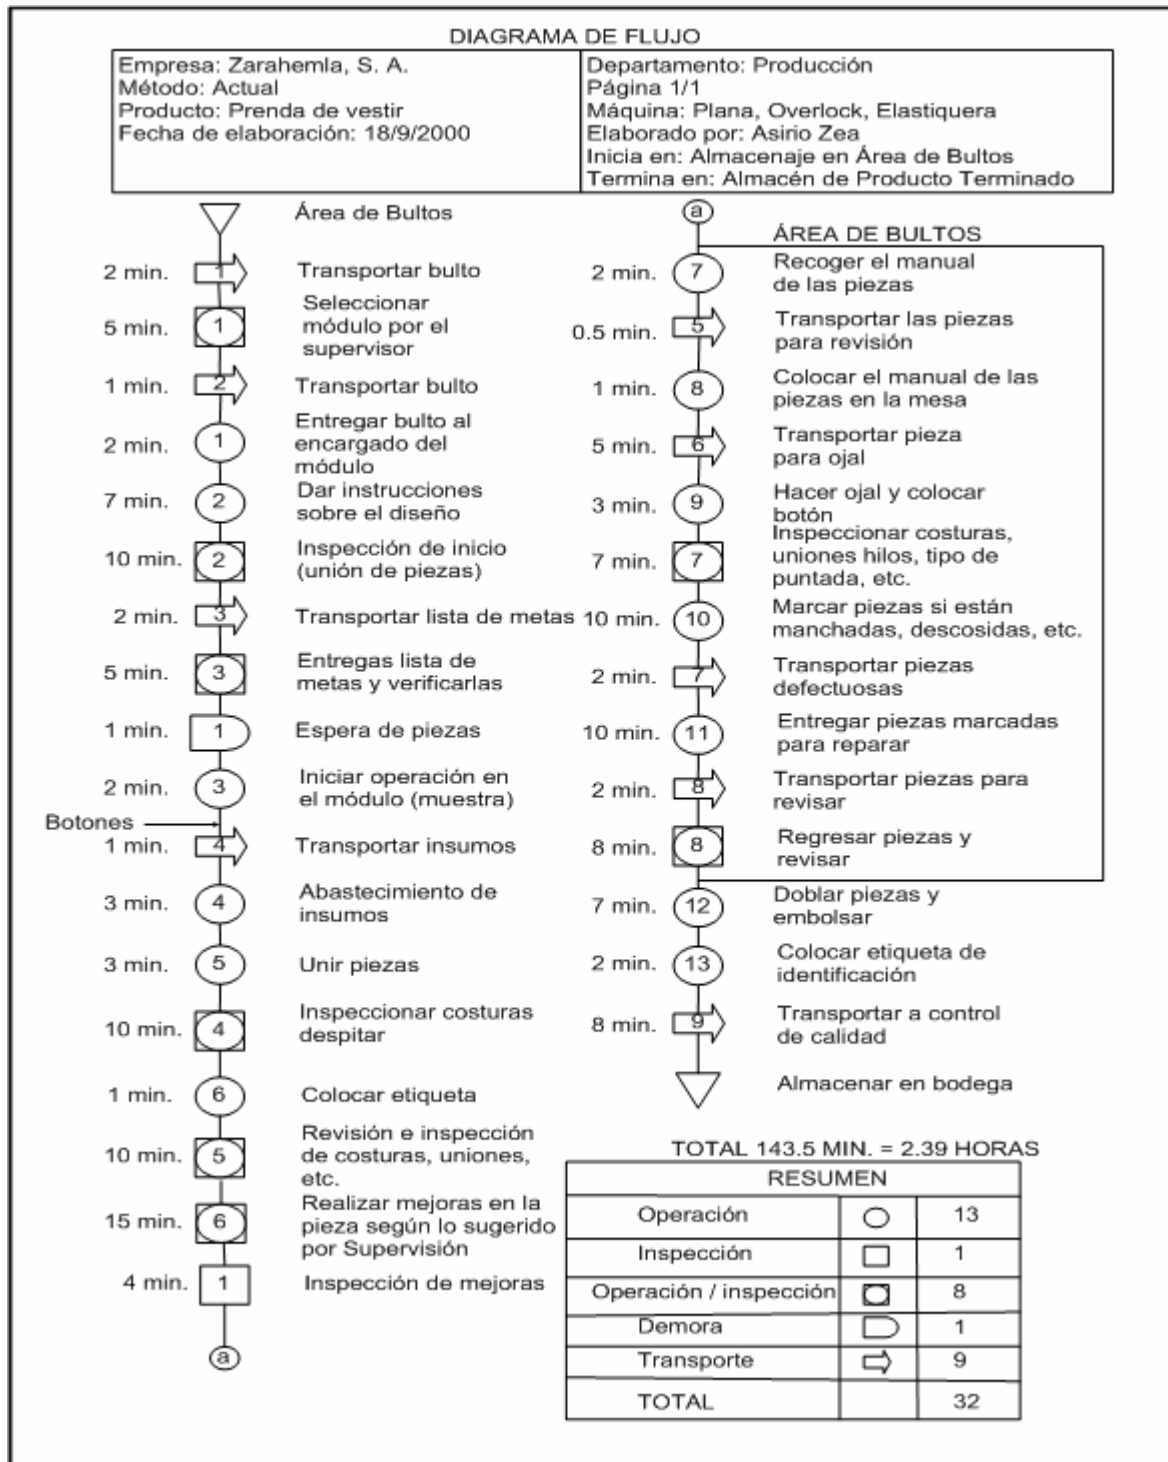 DIAGRAMA DE FLUJO
Empresa: Zarahemla, S. A.
Método: Actual
Producto: Prenda de vestir
Fecha de elaboración: 18/9/2000
Departamento: Producción
Página 1/1
Máquina: Plana, Overlock, Elastiquera
Elaborado por: Asirio Zea
Inicia en: Almacenaje en Área de Bultos
Termina en: Almacén de Producto Terminado
Área de Bultos
2 min. 1 Transportar bulto
Seleccionar
5 min. 1 módulo por el
supervisor
1 min. 2 Transportar bulto
Entregar bulto al
2 min. 1 encargado del
módulo
7 min. 2 Dar instrucciones
sobre el diseño
10 min. 2 Inspección de inicio
(unión de piezas)
2 min. 3 Transportar lista de metas
5 min. 3 Entregas lista de
metas y verificarlas
1 min. 1 Espera de piezas
2 min. 3 Iniciar operación en
el módulo (muestra)
Botones
1 min. 4 Transportar insumos
3 min. 4 Abastecimiento de
insumos
3 min. 5 Unir piezas
10 min. 4 Inspeccionar costuras
despitar
1 min. 6 Colocar etiqueta
Revisión e inspección
10 min. 5 de costuras, uniones,
etc.
Realizar mejoras en la
15 min. 6 pieza según lo sugerido
por Supervisión
4 min. 1 Inspección de mejoras
a
a
ÁREA DE BULTOS
2 min. 7 Recoger el manual
de las piezas
0.5 min. 5 Transportar las piezas
para revisión
1 min. 8 Colocar el manual de las
piezas en la mesa
5 min. 6 Transportar pieza
para ojal
3 min. 9 Hacer ojal y colocar
botón
Inspeccionar costuras,
7 min. 7 uniones hilos, tipo de
puntada, etc.
10 min. 10 Marcar piezas si están
manchadas, descosidas, etc.
2 min. 7 Transportar piezas
defectuosas
10 min. 11 Entregar piezas marcadas
para reparar
2 min. 8 Transportar piezas para
revisar
8 min. 8 Regresar piezas y
revisar
7 min. 12 Doblar piezas y
embolsar
2 min. 13 Colocar etiqueta de
identificación
8 min. 9 Transportar a control
de calidad
Almacenar en bodega
TOTAL 143.5 MIN. = 2.39 HORAS
RESUMEN
Operación 13
Inspección 1
Operación / inspección 8
Demora 1
Transporte 9
TOTAL 32